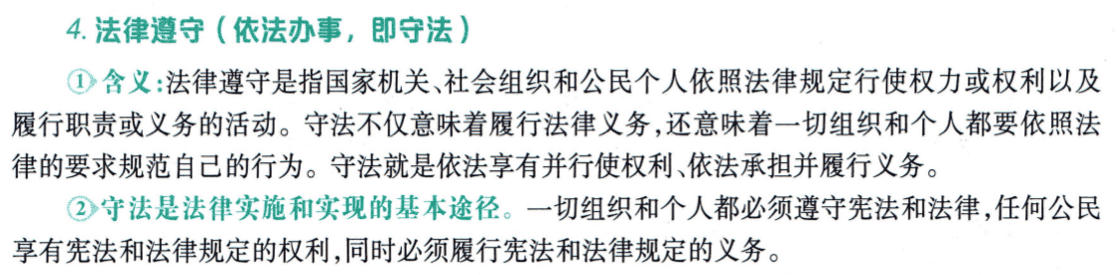 4. 法律遵守（依法办事，即守法）
①含义：法律遵守是指国家机关、社会组织和公民个人依照法律规定行使权力或权利以及
履行职责或义务的活动。守法不仅意味着履行法律义务，还意味着一切组织和个人都要依照法
律的要求规范自己的行为。守法就是依法享有并行使权利、依法承担并履行义务。
②守法是法律实施和实现的基本途径。一切组织和个人都必须遵守宪法和法律，任何公民
享有宪法和法律规定的权利，同时必须履行宪法和法律规定的义务。